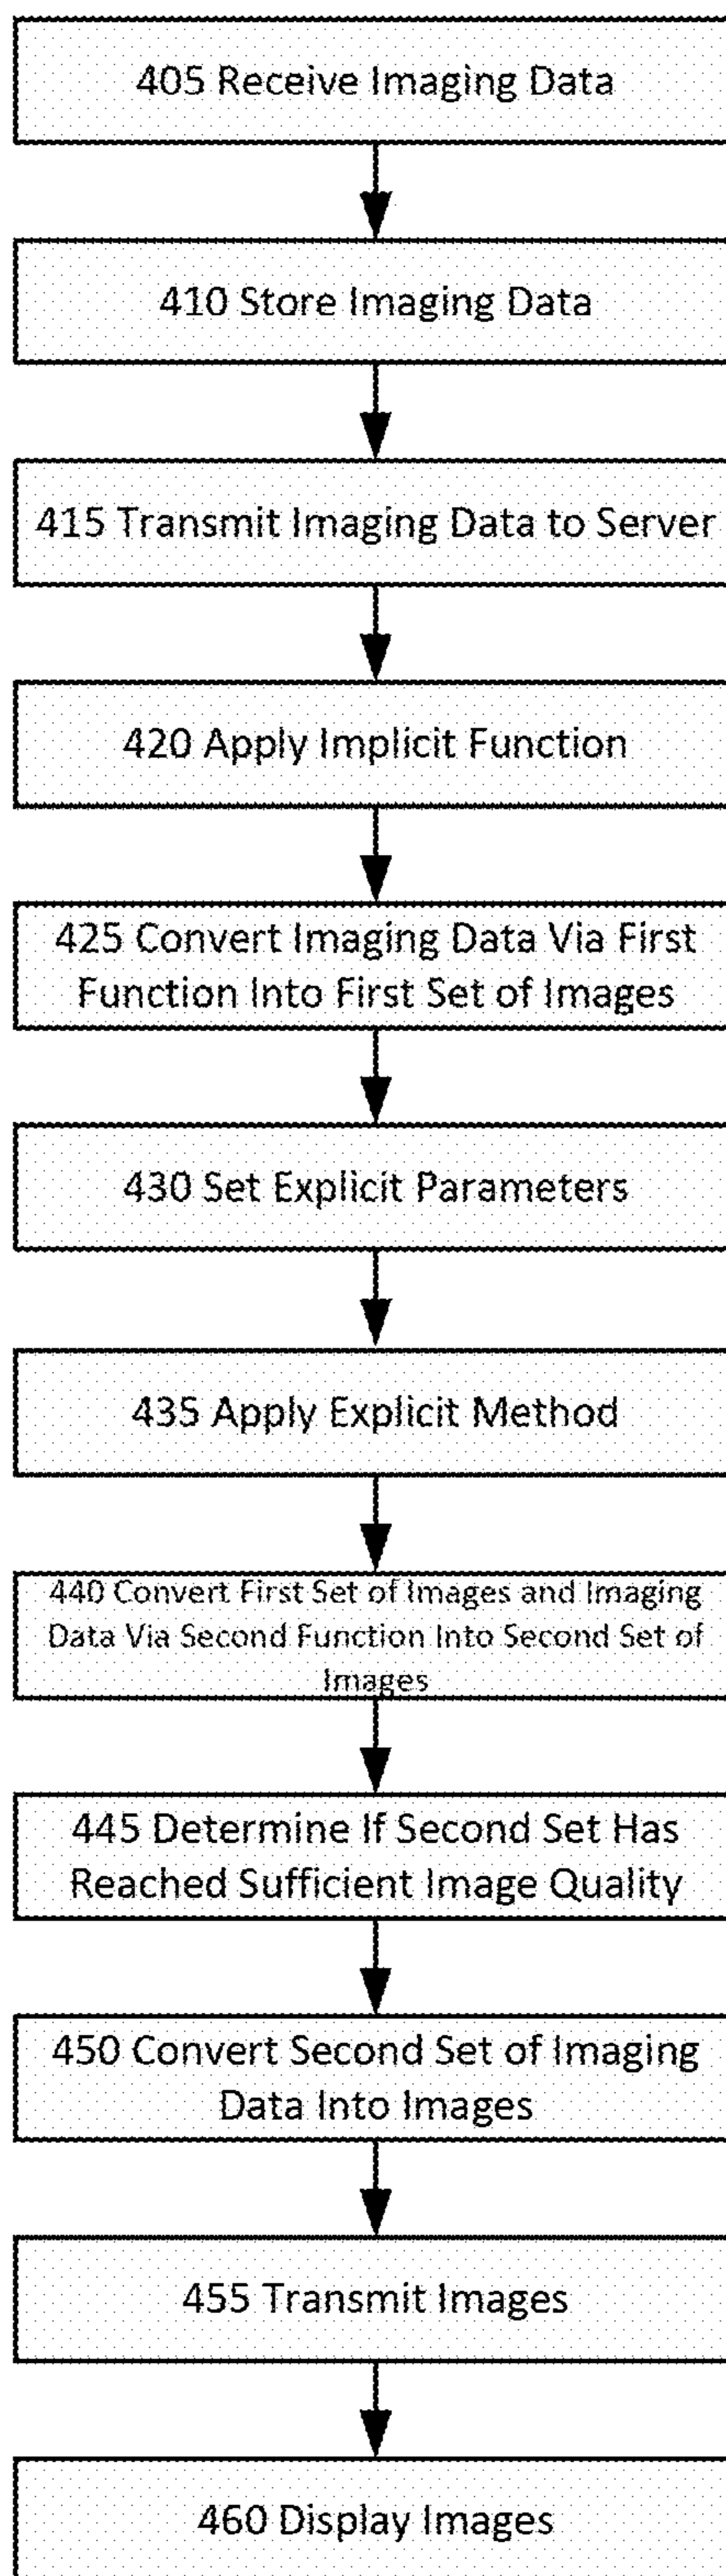 405 Receive Imaging Data
410 Store Imaging Data
415 Transmit Imaging Data to Server
420 Apply Implicit Function
425 Convert Imaging Data Via First
Function Into First Set of Images
430 Set Explicit Parameters
435 Apply Explicit Method
440 Convert First Set of Images and Imaging
Data Via Second Function Into Second Set of
Images
445 Determine If Second Set Has
Reached Sufficient Image Quality
450 Convert Second Set of Imaging
Data Into Images
455 Transmit Images
460 Display Images